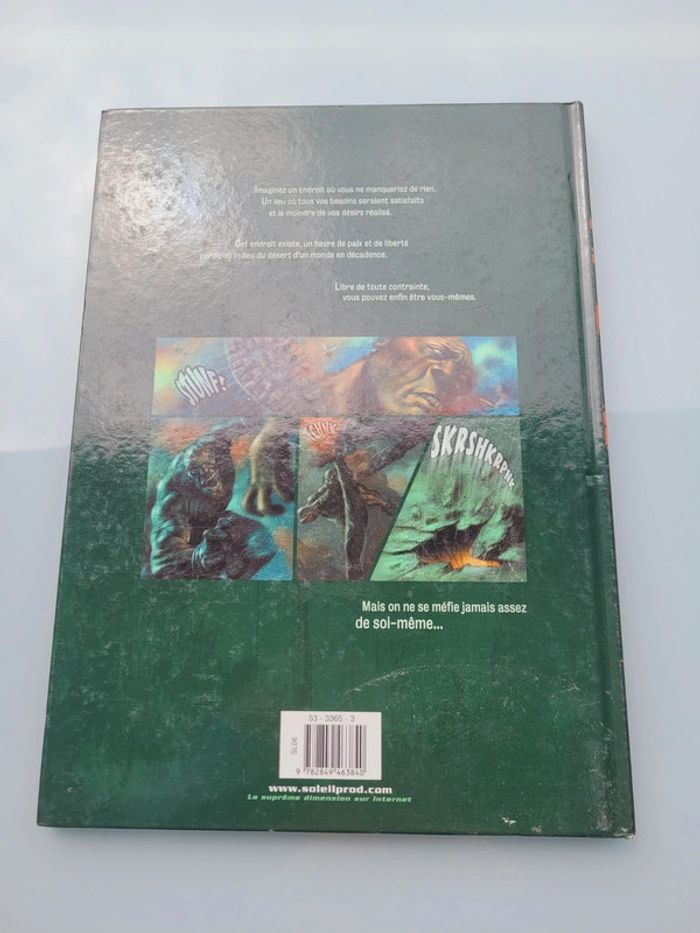 Imaginez un endroit où vous ne manqueriez de rien.
Un lieu où tous vos besoins seraient satisfaits
et le moindre de vos désirs réalisé.
Cet endroit existe, un havre de paix et de liberté
perdu au milieu du désert d'un monde en décadence.
Libre de toute contrainte,
vous pouvez enfin être vous-mêmes.
SCHNK
SKRSHKRPHK
Mais on ne se méfie jamais assez
de soi-même...
53 - 3365 - 3
SL06
9 782849 463840
www.soleilprod.com
La suprême dimension sur Internet